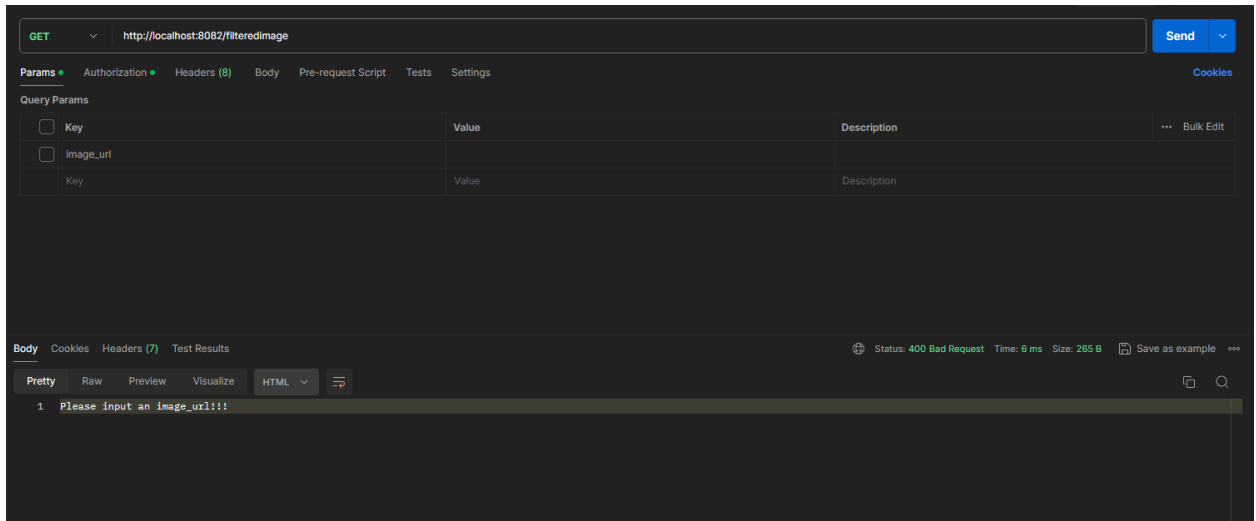 GET http://localhost:8082/filteredimage Send
Params Authorization Headers (8) Body Pre-request Script Tests Settings Cookies
Query Params
Key Value Description Bulk Edit
image_url
Key Value Description
Body Cookies Headers (7) Test Results Status: 400 Bad Request Time: 6 ms Size: 265 B Save as example
Pretty Raw Preview Visualize HTML
1 Please input an image_url!!!